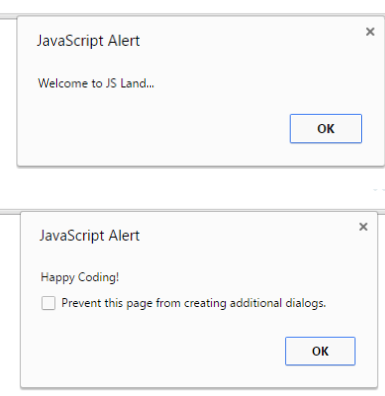 JavaScript Alert
Welcome to JS Land...
OK
JavaScript Alert
Happy Coding!
Prevent this page from creating additional dialogs.
OK